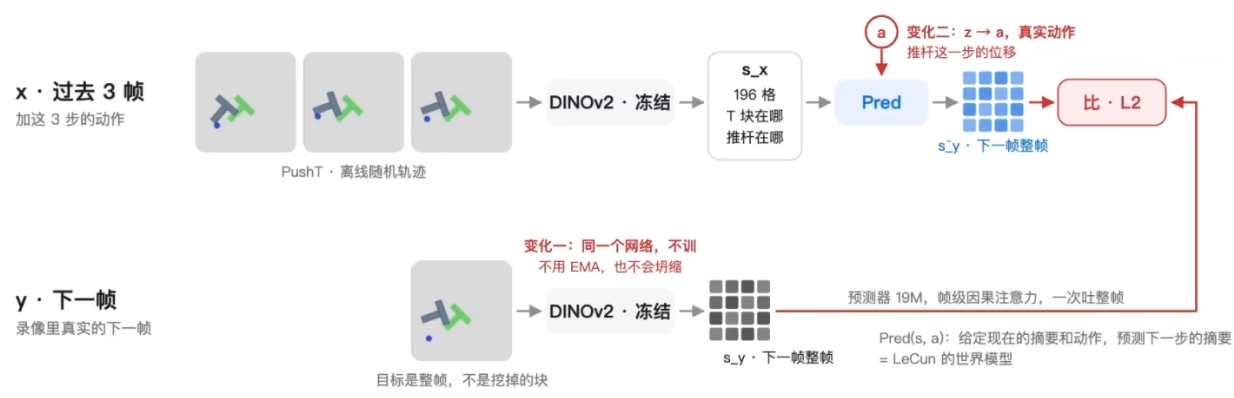 x · 过去 3 帧
加这 3 步的动作
PushT · 离线随机轨迹
DINOv2 · 冻结
s_x
196 格
T 块在哪
推杆在哪
a
变化二：z → a，真实动作
推杆这一步的位移
Pred
s̄_y · 下一帧整帧
比 · L2
y · 下一帧
录像里真实的下一帧
目标是整帧，不是挖掉的块
变化一：同一个网络，不训
不用 EMA，也不会坍缩
DINOv2 · 冻结
s_y · 下一帧整帧
预测器 19M，帧级因果注意力，一次吐整帧
Pred(s, a)：给定现在的摘要和动作，预测下一步的摘要
= LeCun 的世界模型